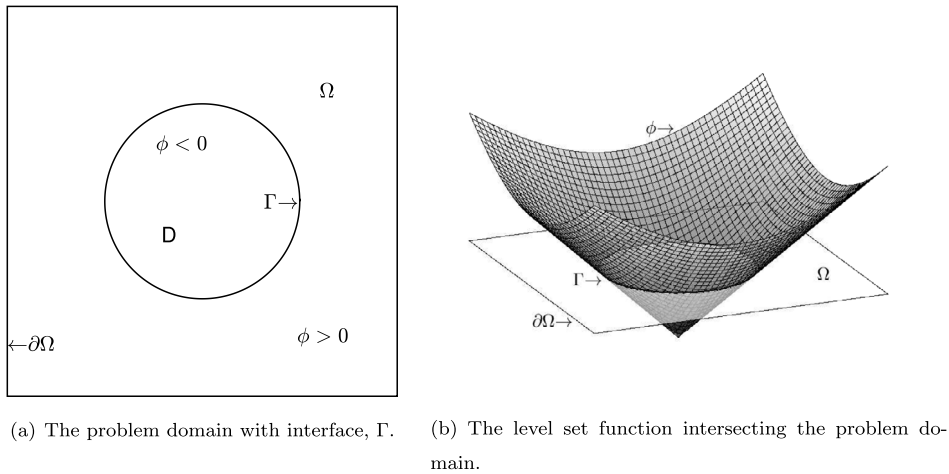 Ω
ϕ < 0
Γ→
D
ϕ > 0
←∂Ω
(a) The problem domain with interface, Γ.
ϕ→
Γ→
Ω
∂Ω→
(b) The level set function intersecting the problem do-
main.